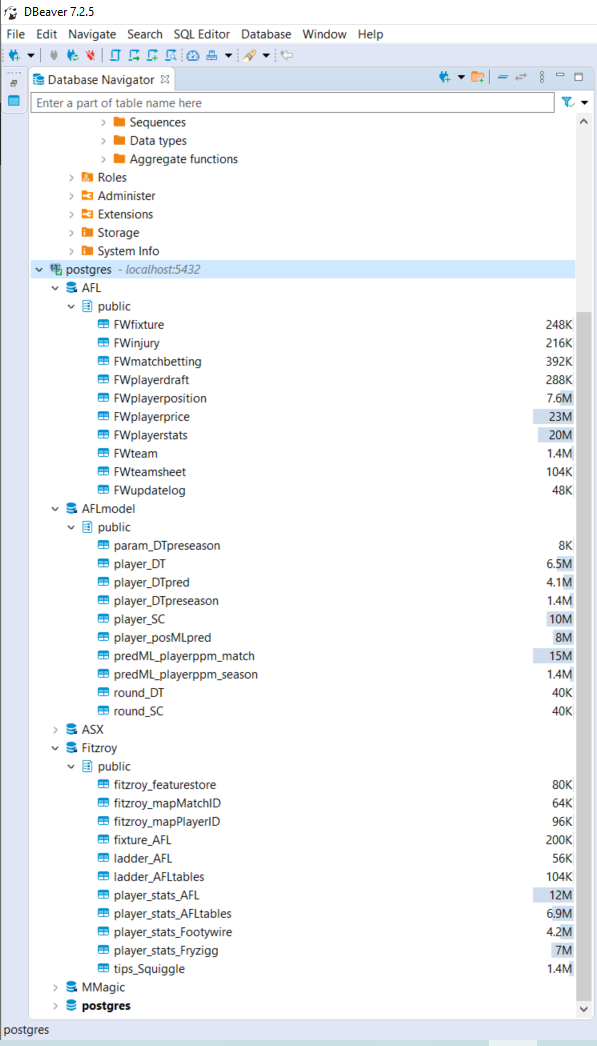 DBeaver 7.2.5
File Edit Navigate Search SQL Editor Database Window Help
Database Navigator
Enter a part of table name here
Sequences
Data types
Aggregate functions
Roles
Administer
Extensions
Storage
System Info
postgres - localhost:5432
AFL
public
FWfixture 248K
FWinjury 216K
FWmatchbetting 392K
FWplayerdraft 288K
FWplayerposition 7.6M
FWplayerprice 23M
FWplayerstats 20M
FWteam 1.4M
FWteamsheet 104K
FWupdatelog 48K
AFLmodel
public
param_DTpreseason 8K
player_DT 6.5M
player_DTpred 4.1M
player_DTpreseason 1.4M
player_SC 10M
player_posMLpred 8M
predML_playerppm_match 15M
predML_playerppm_season 1.4M
round_DT 40K
round_SC 40K
ASX
Fitzroy
public
fitzroy_featurestore 80K
fitzroy_mapMatchID 64K
fitzroy_mapPlayerID 96K
fixture_AFL 200K
ladder_AFL 56K
ladder_AFLtables 104K
player_stats_AFL 12M
player_stats_AFLtables 6.9M
player_stats_Footywire 4.2M
player_stats_Fryzigg 7M
tips_Squiggle 1.4M
MMagic
postgres
postgres